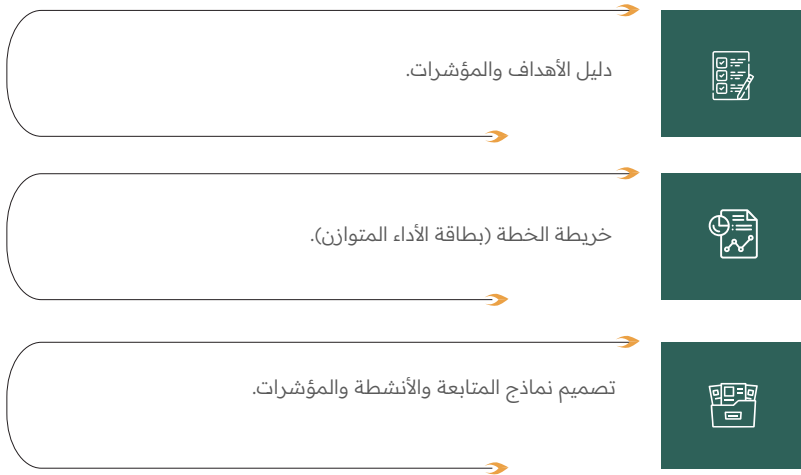 دليل الأهداف والمؤشرات.
خريطة الخطة (بطاقة الأداء المتوازن).
تصميم نماذج المتابعة والأنشطة والمؤشرات.